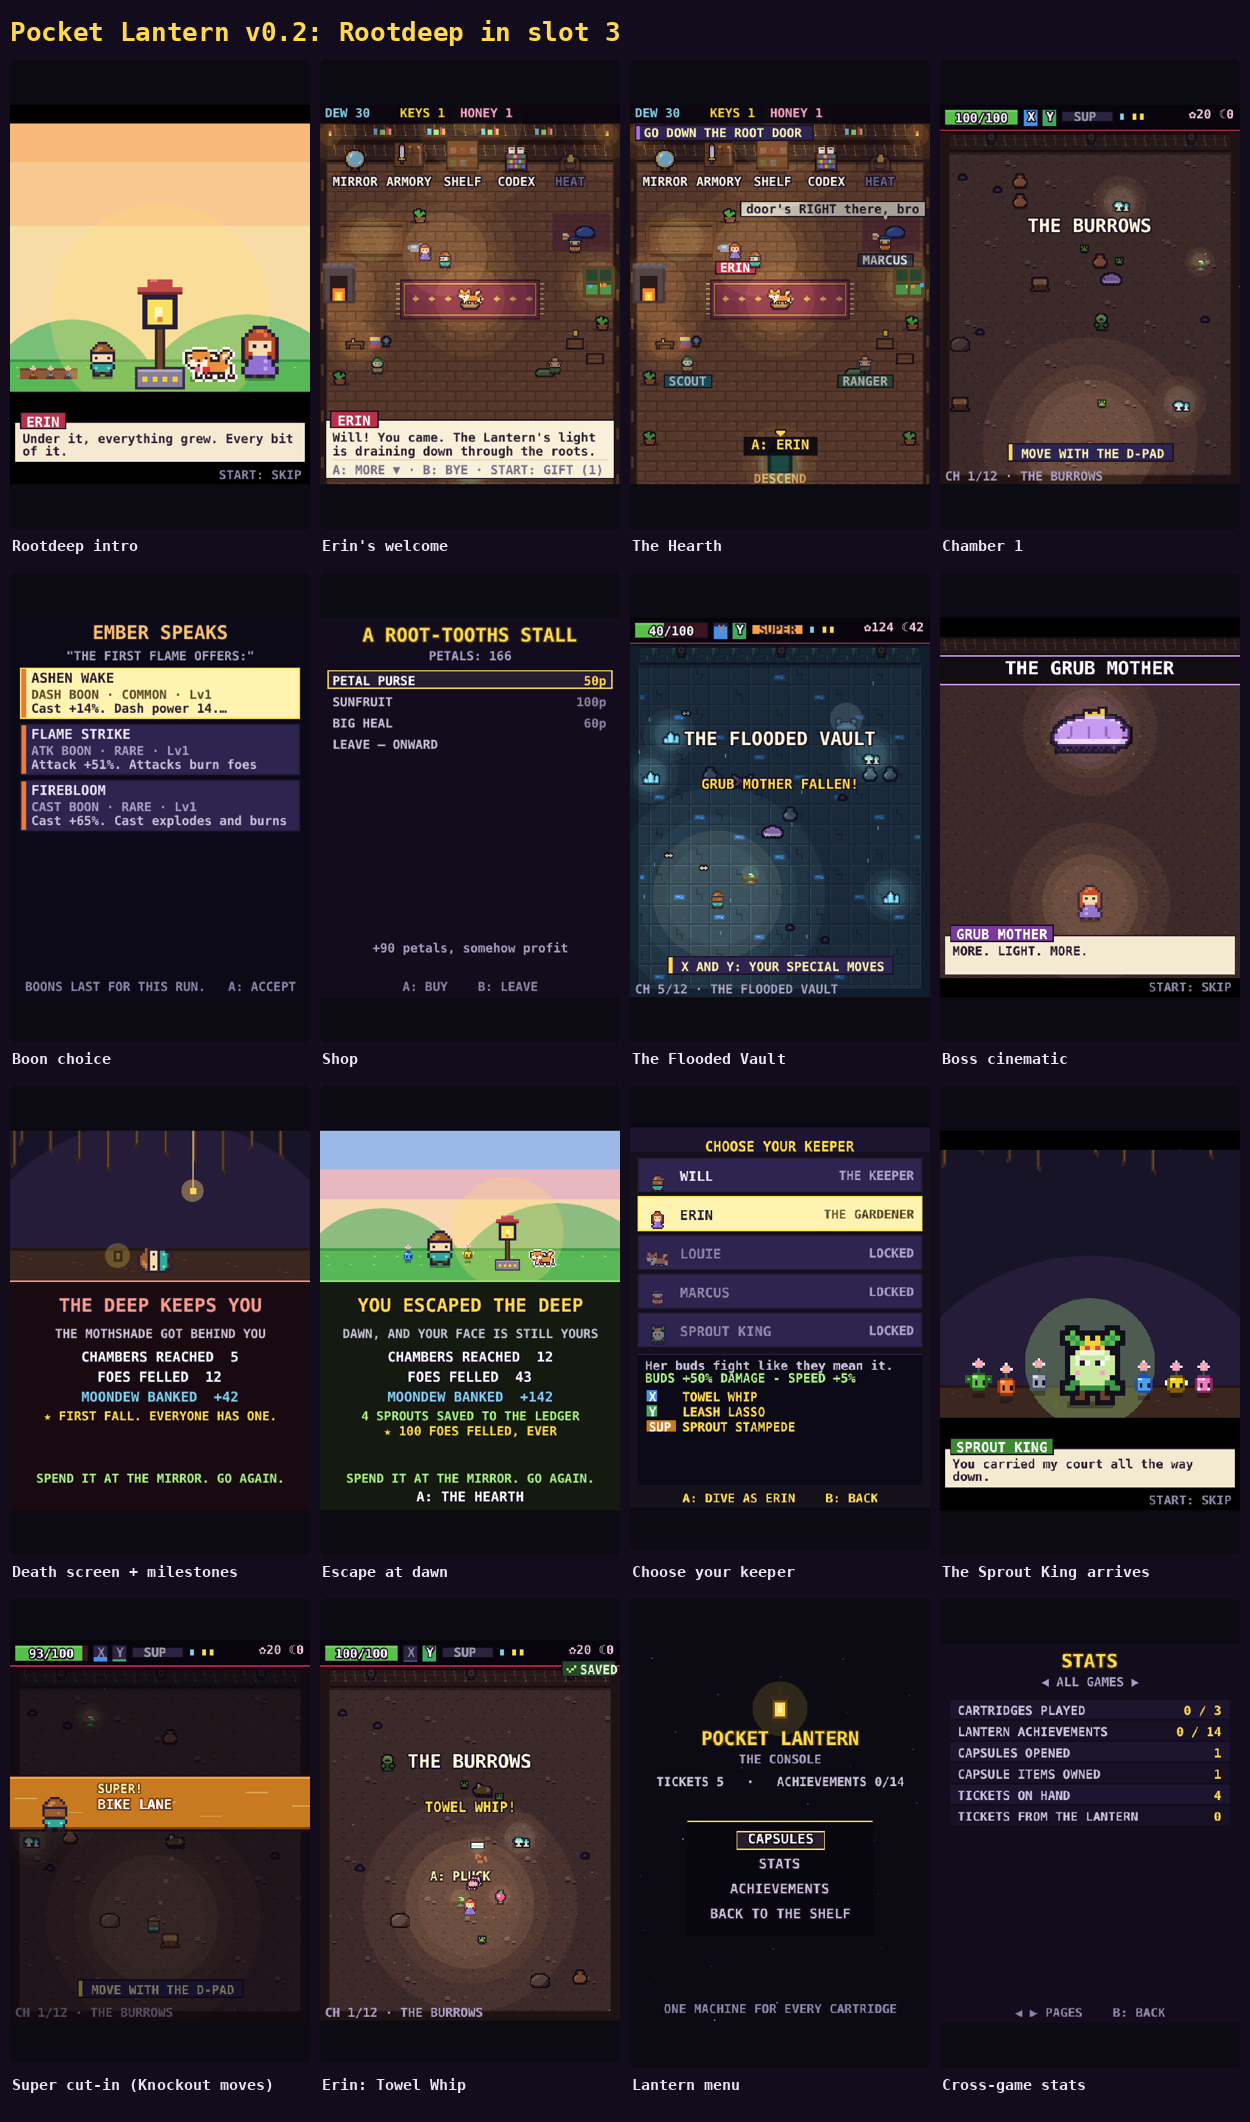 Pocket Lantern v0.2: Rootdeep in slot 3
ERIN
Under it, everything grew. Every bit
of it.
START: SKIP
Rootdeep intro
DEW 30 KEYS 1 HONEY 1
MIRROR ARMORY SHELF CODEX HEAT
ERIN
Will! You came. The Lantern's light
is draining down through the roots.
A: MORE ▼ · B: BYE · START: GIFT (1)
Erin's welcome
DEW 30 KEYS 1 HONEY 1
GO DOWN THE ROOT DOOR
MIRROR ARMORY SHELF CODEX HEAT
door's RIGHT there, bro
ERIN
MARCUS
SCOUT
RANGER
A: ERIN
DESCEND
The Hearth
100/100 X Y SUP ✿20 ☾0
THE BURROWS
MOVE WITH THE D-PAD
CH 1/12 · THE BURROWS
Chamber 1
EMBER SPEAKS
"THE FIRST FLAME OFFERS:"
ASHEN WAKE
DASH BOON · COMMON · Lv1
Cast +14%. Dash power 14.…
FLAME STRIKE
ATK BOON · RARE · Lv1
Attack +51%. Attacks burn foes
FIREBLOOM
CAST BOON · RARE · Lv1
Cast +65%. Cast explodes and burns
BOONS LAST FOR THIS RUN. A: ACCEPT
Boon choice
A ROOT-TOOTHS STALL
PETALS: 166
PETAL PURSE 50p
SUNFRUIT 100p
BIG HEAL 60p
LEAVE — ONWARD
+90 petals, somehow profit
A: BUY B: LEAVE
Shop
40/100 Y SUPER ✿124 ☾42
THE FLOODED VAULT
GRUB MOTHER FALLEN!
X AND Y: YOUR SPECIAL MOVES
CH 5/12 · THE FLOODED VAULT
The Flooded Vault
THE GRUB MOTHER
GRUB MOTHER
MORE. LIGHT. MORE.
START: SKIP
Boss cinematic
THE DEEP KEEPS YOU
THE MOTHSHADE GOT BEHIND YOU
CHAMBERS REACHED 5
FOES FELLED 12
MOONDEW BANKED +42
★ FIRST FALL. EVERYONE HAS ONE.
SPEND IT AT THE MIRROR. GO AGAIN.
Death screen + milestones
YOU ESCAPED THE DEEP
DAWN, AND YOUR FACE IS STILL YOURS
CHAMBERS REACHED 12
FOES FELLED 43
MOONDEW BANKED +142
4 SPROUTS SAVED TO THE LEDGER
★ 100 FOES FELLED, EVER
SPEND IT AT THE MIRROR. GO AGAIN.
A: THE HEARTH
Escape at dawn
CHOOSE YOUR KEEPER
WILL THE KEEPER
ERIN THE GARDENER
LOUIE LOCKED
MARCUS LOCKED
SPROUT KING LOCKED
Her buds fight like they mean it.
BUDS +50% DAMAGE - SPEED +5%
X TOWEL WHIP
Y LEASH LASSO
SUP SPROUT STAMPEDE
A: DIVE AS ERIN B: BACK
Choose your keeper
SPROUT KING
You carried my court all the way
down.
START: SKIP
The Sprout King arrives
93/100 X Y SUP ✿20 ☾0
SUPER!
BIKE LANE
MOVE WITH THE D-PAD
CH 1/12 · THE BURROWS
Super cut-in (Knockout moves)
100/100 X Y SUP ✿20 ☾0
SAVED
THE BURROWS
TOWEL WHIP!
A: PLUCK
CH 1/12 · THE BURROWS
Erin: Towel Whip
POCKET LANTERN
THE CONSOLE
TICKETS 5 · ACHIEVEMENTS 0/14
CAPSULES
STATS
ACHIEVEMENTS
BACK TO THE SHELF
ONE MACHINE FOR EVERY CARTRIDGE
Lantern menu
STATS
◀ ALL GAMES ▶
CARTRIDGES PLAYED 0 / 3
LANTERN ACHIEVEMENTS 0 / 14
CAPSULES OPENED 1
CAPSULE ITEMS OWNED 1
TICKETS ON HAND 4
TICKETS FROM THE LANTERN 0
◀ ▶ PAGES B: BACK
Cross-game stats